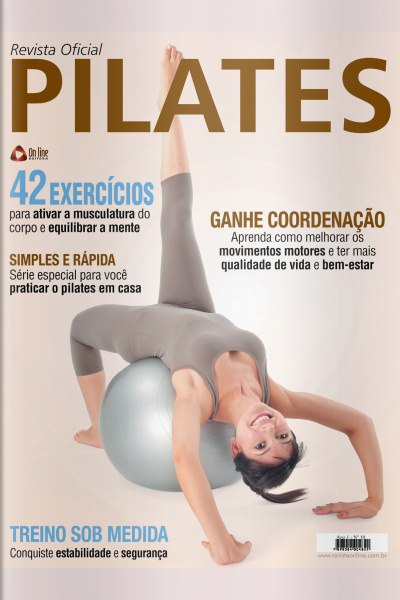 Revista Oficial
PILATES
On line
EDITORA
42 EXERCÍCIOS
para ativar a musculatura do
corpo e equilibrar a mente
SIMPLES E RÁPIDA
Série especial para você
praticar o pilates em casa
GANHE COORDENAÇÃO
Aprenda como melhorar os
movimentos motores e ter mais
qualidade de vida e bem-estar
TREINO SOB MEDIDA
Conquiste estabilidade e segurança
www.revistaonline.com.br